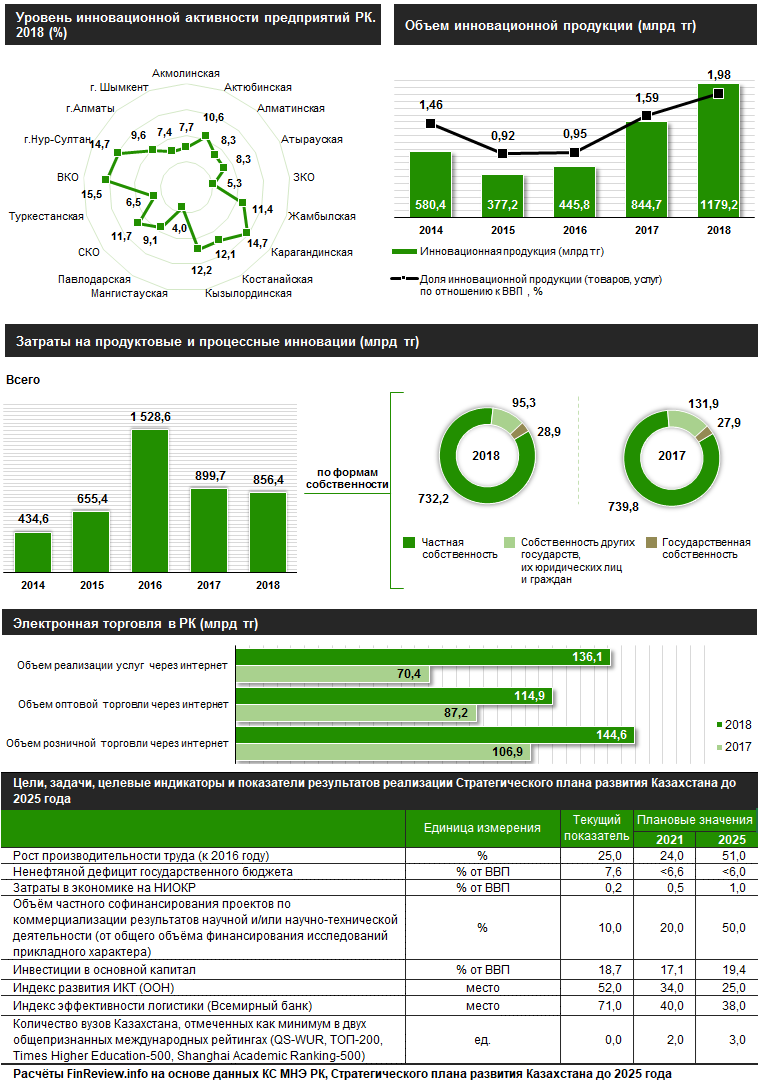 Уровень инновационной активности предприятий РК.
2018 (%)
Акмолинская
Актюбинская
Алматинская
Атырауская
ЗКО
Жамбылская
Карагандинская
Костанайская
Кызылординская
Мангистауская
Павлодарская
СКО
Туркестанская
ВКО
г.Нур-Султан
г.Алматы
г. Шымкент
7,7
10,6
8,3
8,3
5,3
11,4
14,7
12,1
12,2
4,0
9,1
11,7
6,5
15,5
14,7
9,6
7,4
Объем инновационной продукции (млрд тг)
1,46
0,92
0,95
1,59
1,98
580,4
377,2
445,8
844,7
1179,2
2014 2015 2016 2017 2018
Инновационная продукция (млрд тг)
Доля инновационной продукции (товаров, услуг)
по отношению к ВВП , %
Затраты на продуктовые и процессные инновации (млрд тг)
Всего
434,6
655,4
1 528,6
899,7
856,4
2014 2015 2016 2017 2018
по формам
собственности
95,3
28,9
2018
732,2
131,9
27,9
2017
739,8
Частная
собственность
Собственность других
государств,
их юридических лиц
и граждан
Государственная
собственность
Электронная торговля в РК (млрд тг)
Объем реализации услуг через интернет
136,1
70,4
Объем оптовой торговли через интернет
114,9
87,2
Объем розничной торговли через интернет
144,6
106,9
2018
2017
Цели, задачи, целевые индикаторы и показатели результатов реализации Стратегического плана развития Казахстана до
2025 года
Единица измерения
Текущий
показатель
Плановые значения
2021 2025
Рост производительности труда (к 2016 году) % 25,0 24,0 51,0
Ненефтяной дефицит государственного бюджета % от ВВП 7,6 <6,6 <6,0
Затраты в экономике на НИОКР % от ВВП 0,2 0,5 1,0
Объём частного софинансирования проектов по
коммерциализации результатов научной и/или научно-технической
деятельности (от общего объёма финансирования исследований
прикладного характера)
% 10,0 20,0 50,0
Инвестиции в основной капитал % от ВВП 18,7 17,1 19,4
Индекс развития ИКТ (ООН) место 52,0 34,0 25,0
Индекс эффективности логистики (Всемирный банк) место 71,0 40,0 38,0
Количество вузов Казахстана, отмеченных как минимум в двух
общепризнанных международных рейтингах (QS-WUR, ТОП-200,
Times Higher Education-500, Shanghai Academic Ranking-500)
ед. 0,0 2,0 3,0
Расчёты FinReview.info на основе данных КС МНЭ РК, Стратегического плана развития Казахстана до 2025 года